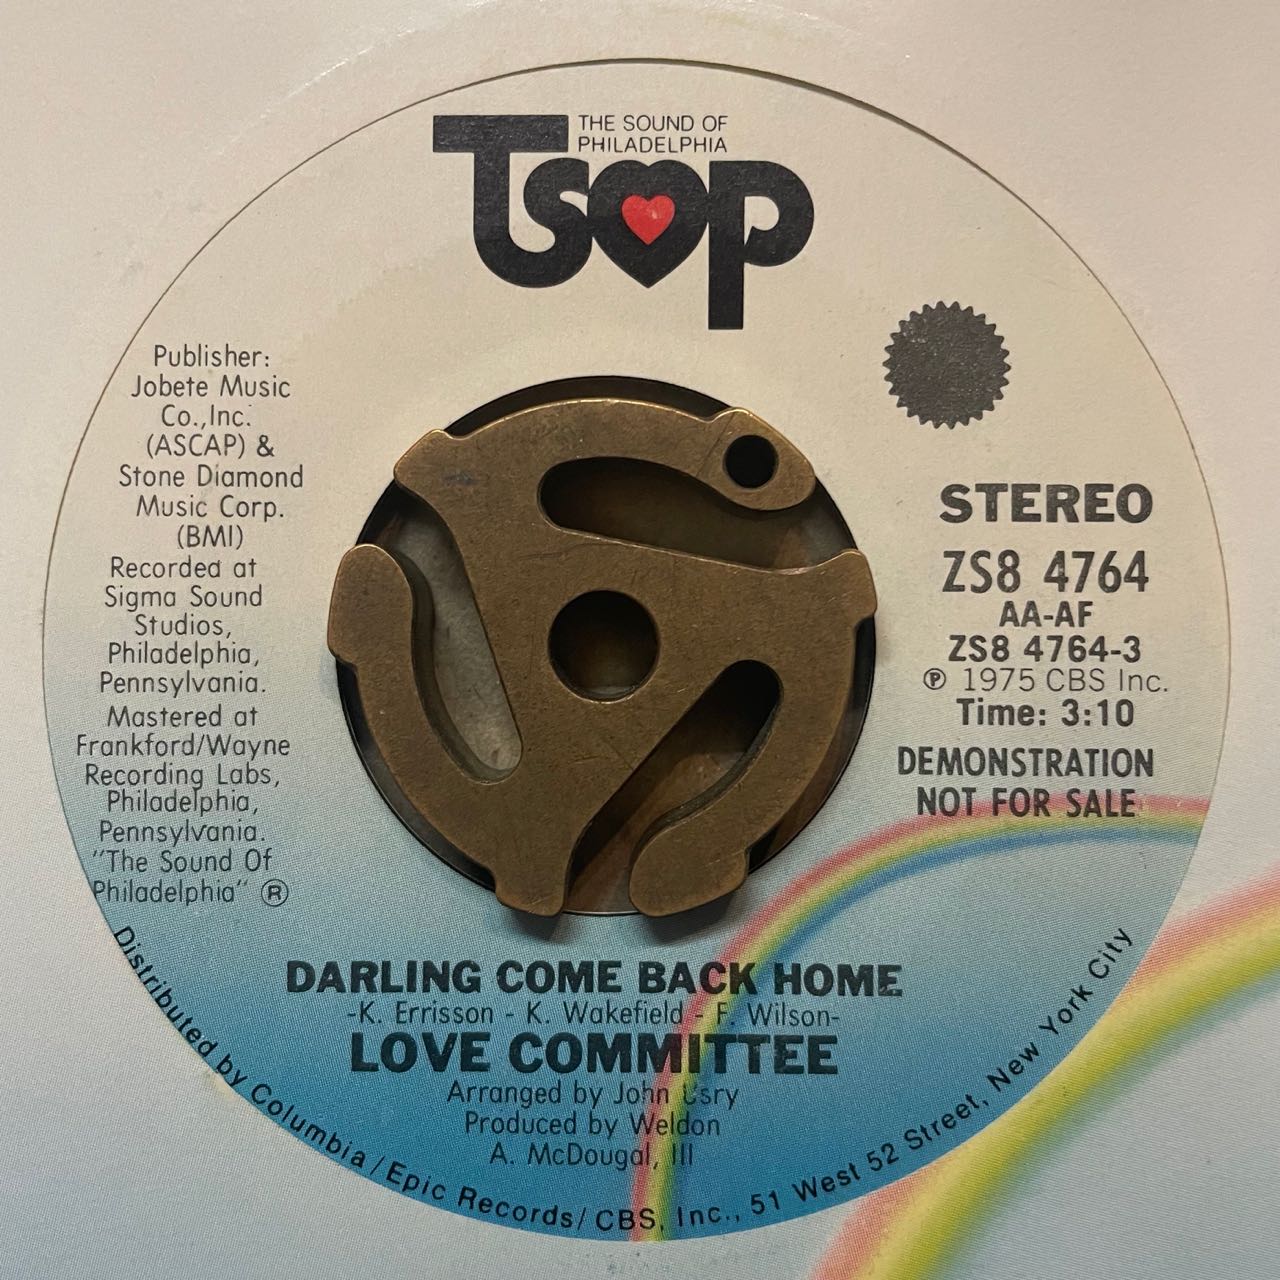 THE SOUND OF
PHILADELPHIA
TSOP
Publisher:
Jobete Music
Co.,Inc.
(ASCAP) &
Stone Diamond
Music Corp.
(BMI)
Recorded at
Sigma Sound
Studios,
Philadelphia,
Pennsylvania.
Mastered at
Frankford/Wayne
Recording Labs,
Philadelphia,
Pennsylvania.
"The Sound Of
Philadelphia" ®
STEREO
ZS8 4764
AA-AF
ZS8 4764-3
℗ 1975 CBS Inc.
Time: 3:10
DEMONSTRATION
NOT FOR SALE
DARLING COME BACK HOME
-K. Errisson - K. Wakefield - F. Wilson-
LOVE COMMITTEE
Arranged by John Usry
Produced by Weldon
A. McDougal, III
Distributed by Columbia/Epic Records/CBS, Inc., 51 West 52 Street, New York City